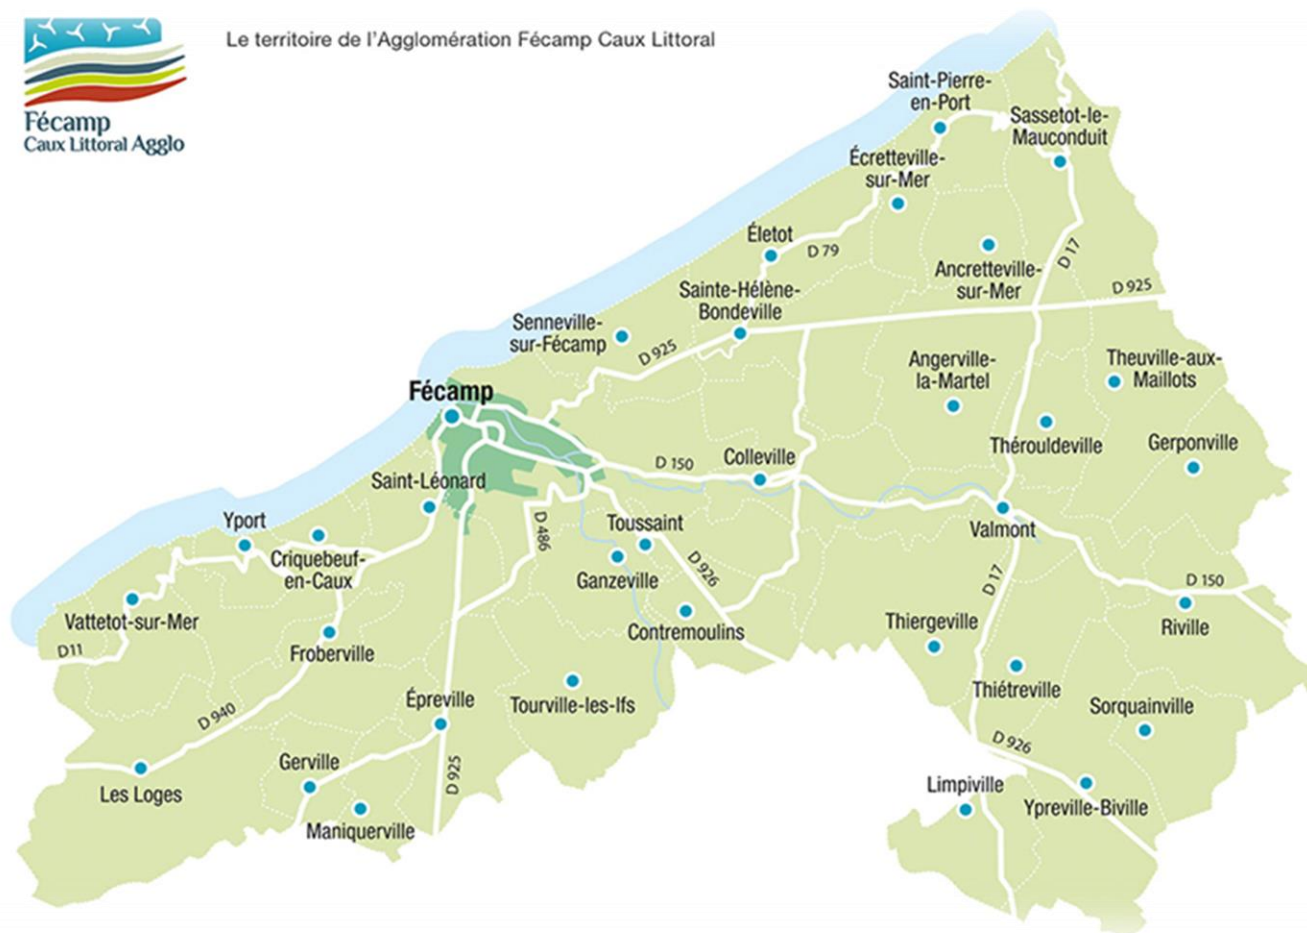 Le territoire de l'Agglomération Fécamp Caux Littoral
Fécamp
Caux Littoral Agglo
Saint-Pierre-
en-Port
Sassetot-le-
Mauconduit
Écretteville-
sur-Mer
Életot
D 79
D 17
Ancretteville-
sur-Mer
Sainte-Hélène-
Bondeville
D 925
Senneville-
sur-Fécamp
D 925
Angerville-
la-Martel
Theuville-aux-
Maillots
Fécamp
Thérouldeville
Gerponville
Colleville
D 150
Saint-Léonard
Yport
Toussaint
Valmont
D 486
Criquebeuf-
en-Caux
D 926
Ganzeville
D 17
D 150
Vattetot-sur-Mer
Thiergeville
Riville
Contremoulins
D11
Froberville
Thiétreville
Épreville
Tourville-les-Ifs
Sorquainville
D 940
D 926
Gerville
D 925
Limpiville
Les Loges
Ypreville-Biville
Maniquerville